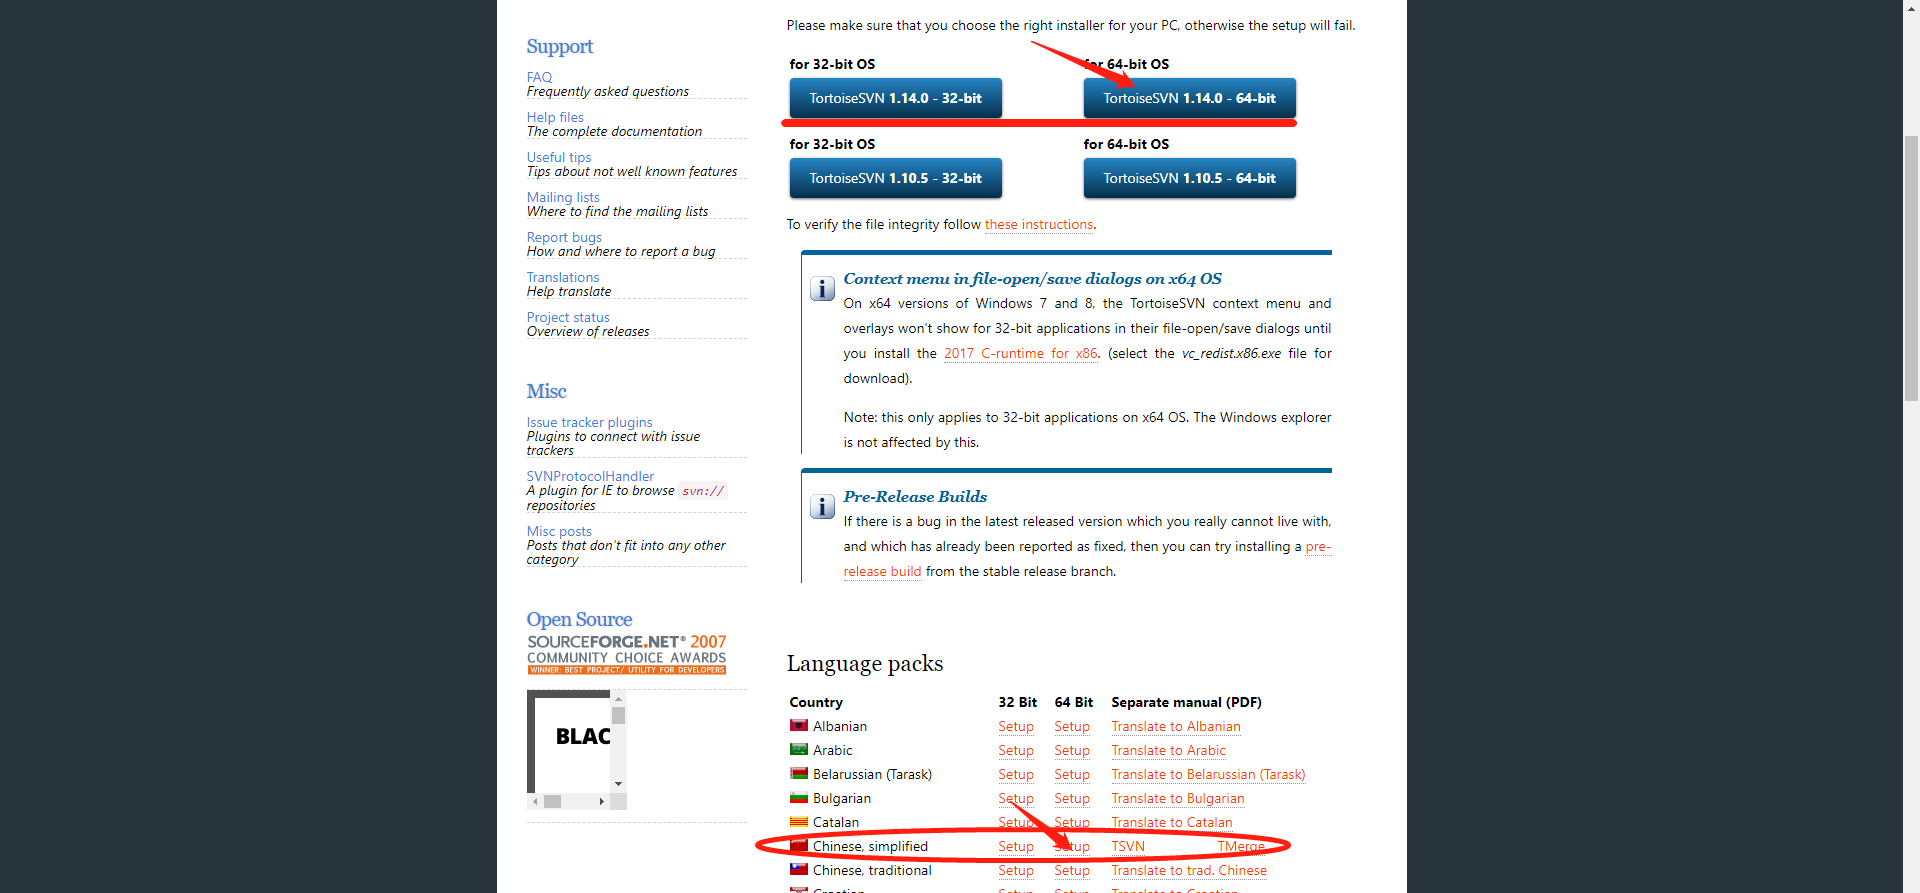 Support
FAQ
Frequently asked questions
Help files
The complete documentation
Useful tips
Tips about not well known features
Mailing lists
Where to find the mailing lists
Report bugs
How and where to report a bug
Translations
Help translate
Project status
Overview of releases
Misc
Issue tracker plugins
Plugins to connect with issue
trackers
SVNProtocolHandler
A plugin for IE to browse svn://
repositories
Misc posts
Posts that don't fit into any other
category
Open Source
SOURCEFORGE.NET® 2007
COMMUNITY CHOICE AWARDS
WINNER: BEST PROJECT/ UTILITY FOR DEVELOPERS
BLAC
Please make sure that you choose the right installer for your PC, otherwise the setup will fail.
for 32-bit OS for 64-bit OS
TortoiseSVN 1.14.0 - 32-bit TortoiseSVN 1.14.0 - 64-bit
for 32-bit OS for 64-bit OS
TortoiseSVN 1.10.5 - 32-bit TortoiseSVN 1.10.5 - 64-bit
To verify the file integrity follow these instructions.
Context menu in file-open/save dialogs on x64 OS
On x64 versions of Windows 7 and 8, the TortoiseSVN context menu and
overlays won't show for 32-bit applications in their file-open/save dialogs until
you install the 2017 C-runtime for x86. (select the vc_redist.x86.exe file for
download).
Note: this only applies to 32-bit applications on x64 OS. The Windows explorer
is not affected by this.
Pre-Release Builds
If there is a bug in the latest released version which you really cannot live with,
and which has already been reported as fixed, then you can try installing a pre-
release build from the stable release branch.
Language packs
Country 32 Bit 64 Bit Separate manual (PDF)
Albanian Setup Setup Translate to Albanian
Arabic Setup Setup Translate to Arabic
Belarussian (Tarask) Setup Setup Translate to Belarussian (Tarask)
Bulgarian Setup Setup Translate to Bulgarian
Catalan Setup Setup Translate to Catalan
Chinese, simplified Setup Setup TSVN TMerge
Chinese, traditional Setup Setup Translate to trad. Chinese
Croatian Setup Setup Translate to Croatian